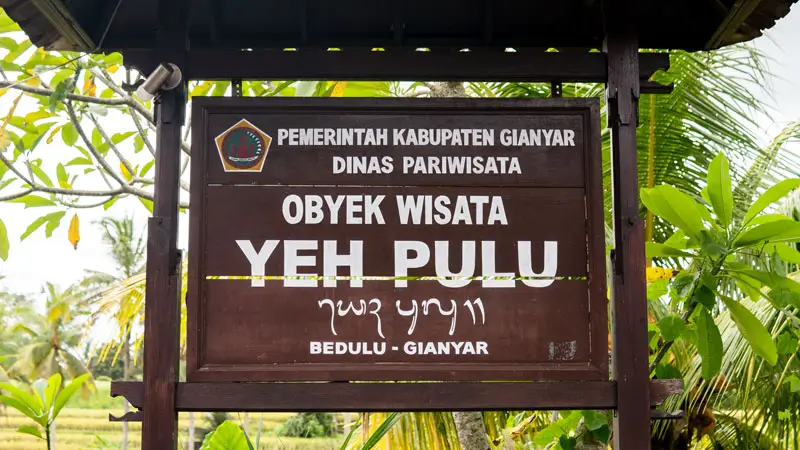 PEMERINTAH KABUPATEN GIANYAR
DINAS PARIWISATA
OBYEK WISATA
YEH PULU
ᬬᬾᬄᬧᬸᬮᬸ᭟
BEDULU - GIANYAR